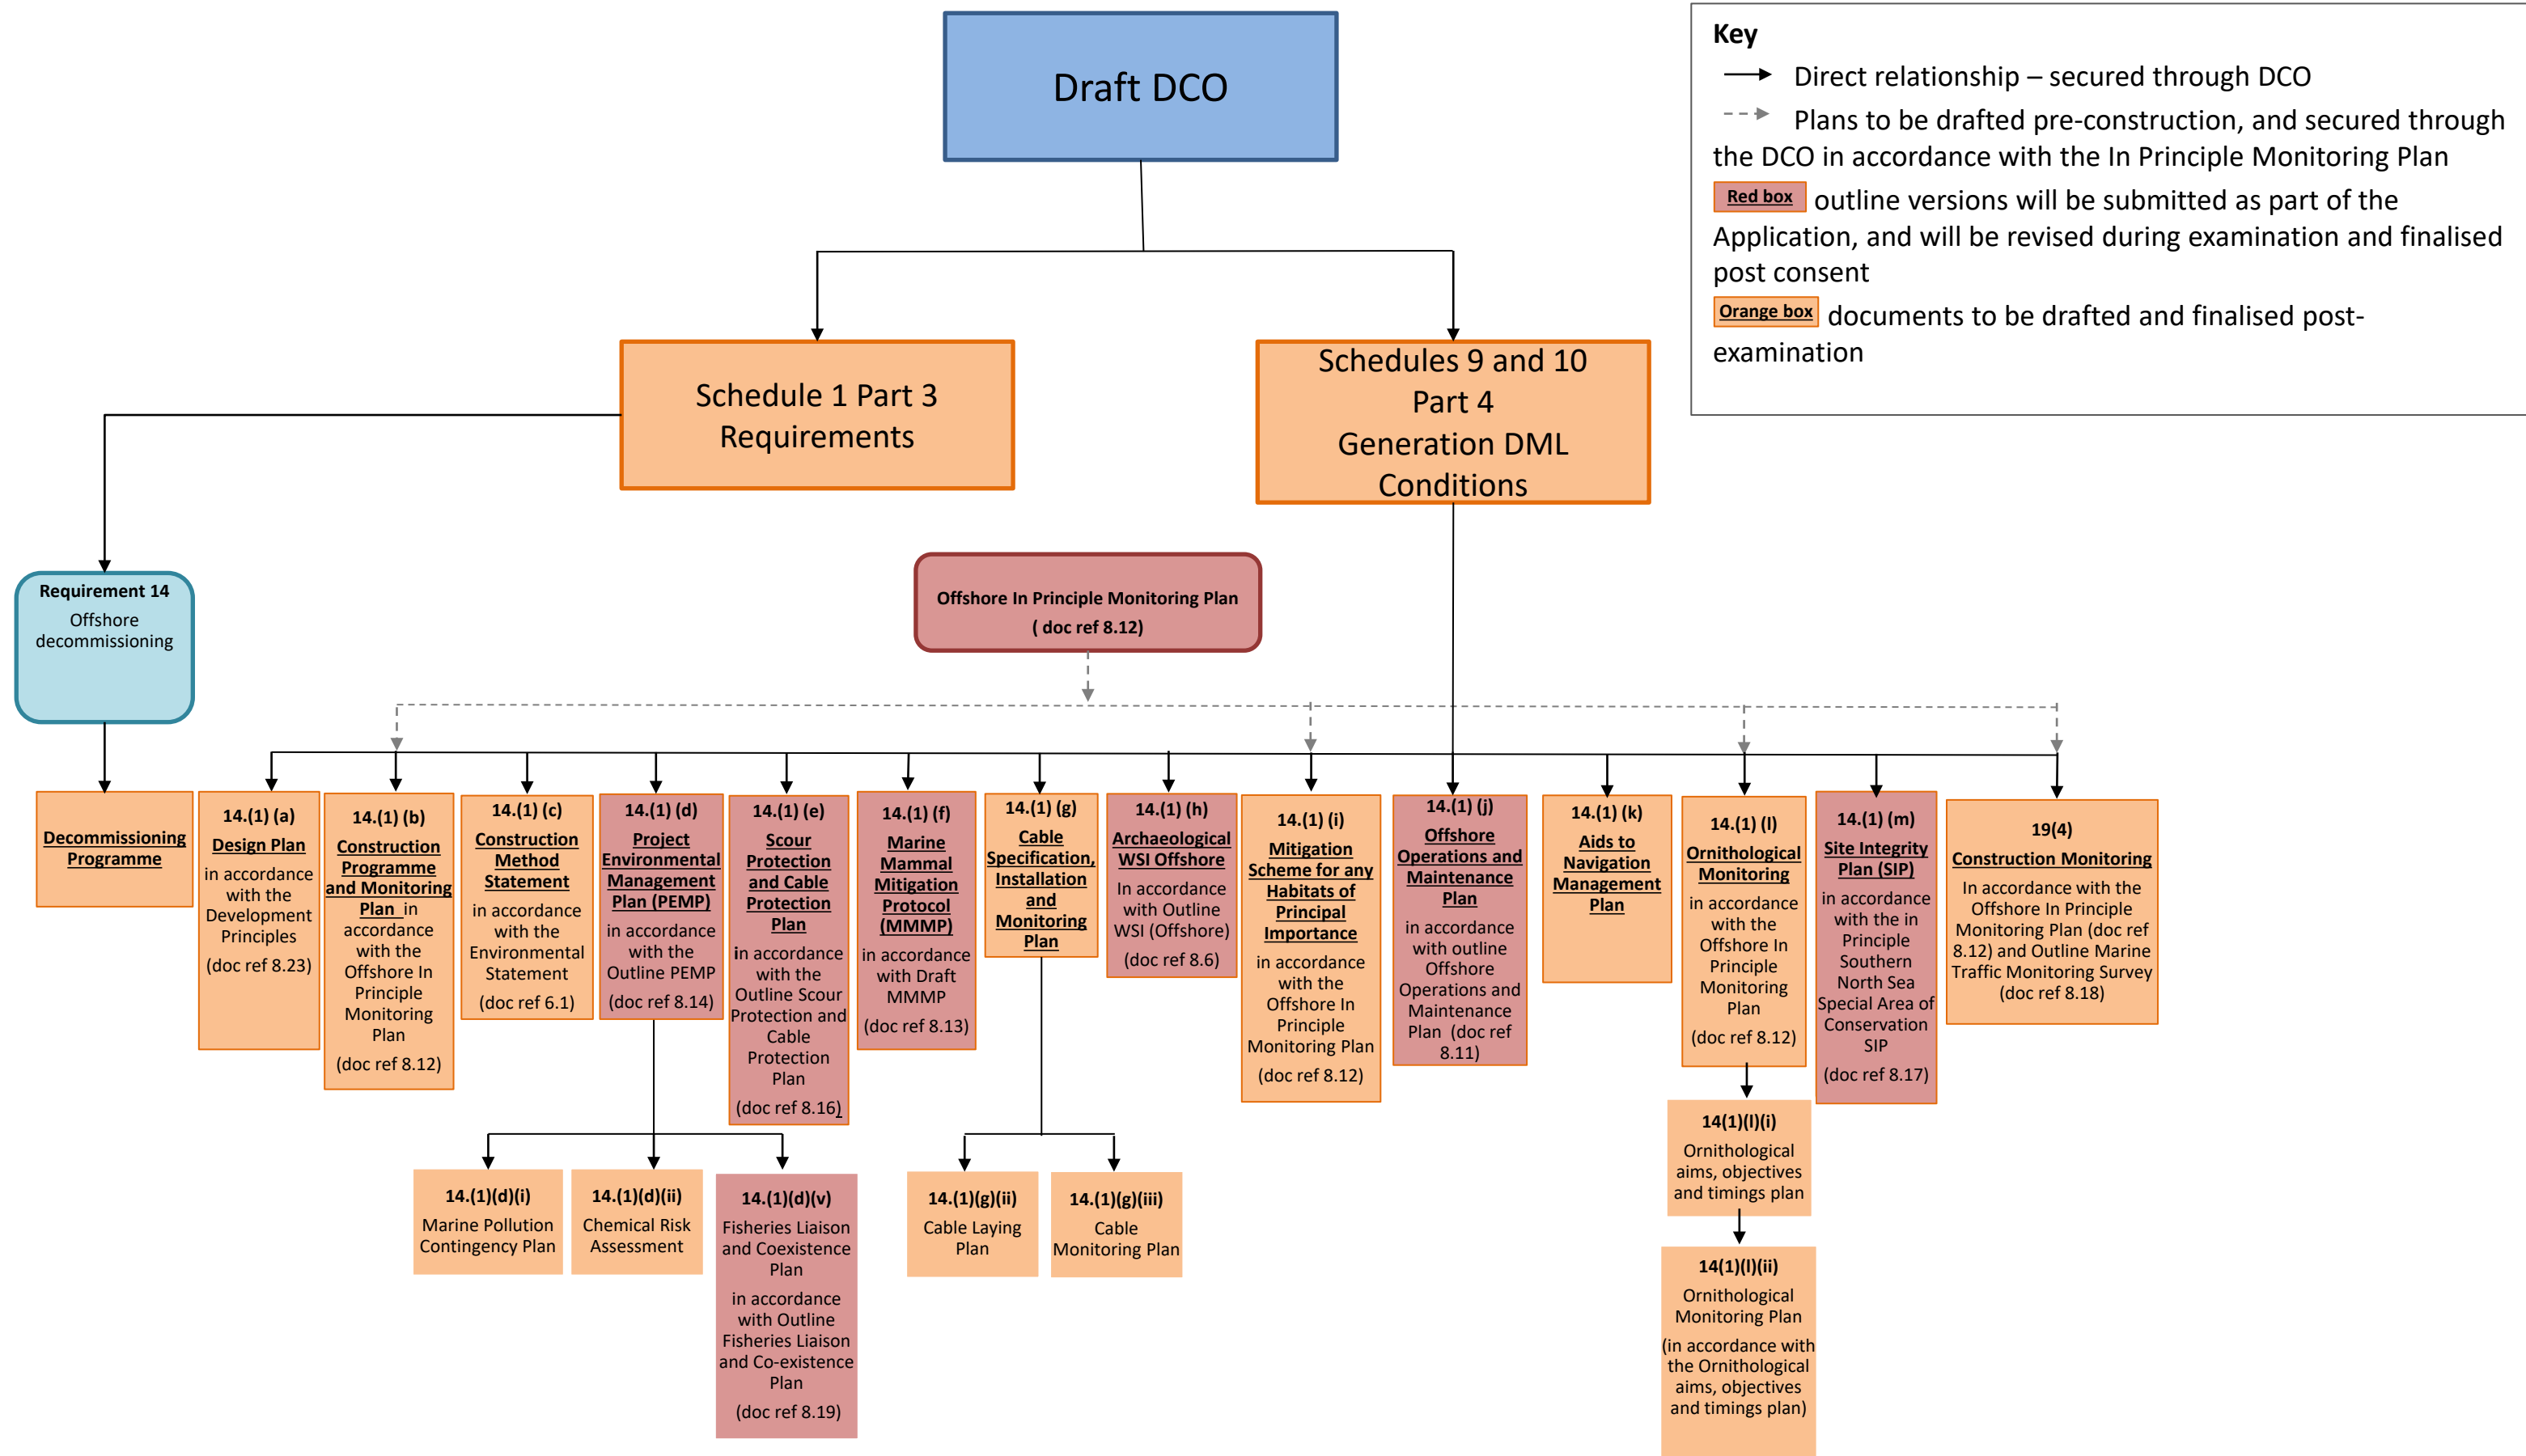 Draft DCO
Key
Direct relationship – secured through DCO
Plans to be drafted pre-construction, and secured through
the DCO in accordance with the In Principle Monitoring Plan
Red box outline versions will be submitted as part of the
Application, and will be revised during examination and finalised
post consent
Orange box documents to be drafted and finalised post-
examination
Schedule 1 Part 3
Requirements
Schedules 9 and 10
Part 4
Generation DML
Conditions
Requirement 14
Offshore
decommissioning
Offshore In Principle Monitoring Plan
( doc ref 8.12)
Decommissioning
Programme
14.(1) (a)
Design Plan
in accordance
with the
Development
Principles
(doc ref 8.23)
14.(1) (b)
Construction
Programme
and Monitoring
Plan in
accordance
with the
Offshore In
Principle
Monitoring
Plan
(doc ref 8.12)
14.(1) (c)
Construction
Method
Statement
in accordance
with the
Environmental
Statement
(doc ref 6.1)
14.(1) (d)
Project
Environmental
Management
Plan (PEMP)
in accordance
with the
Outline PEMP
(doc ref 8.14)
14.(1) (e)
Scour
Protection
and Cable
Protection
Plan
in accordance
with the
Outline Scour
Protection and
Cable
Protection
Plan
(doc ref 8.16)
14.(1) (f)
Marine
Mammal
Mitigation
Protocol
(MMMP)
in accordance
with Draft
MMMP
(doc ref 8.13)
14.(1) (g)
Cable
Specification,
Installation
and
Monitoring
Plan
14.(1) (h)
Archaeological
WSI Offshore
In accordance
with Outline
WSI (Offshore)
(doc ref 8.6)
14.(1) (i)
Mitigation
Scheme for any
Habitats of
Principal
Importance
in accordance
with the
Offshore In
Principle
Monitoring Plan
(doc ref 8.12)
14.(1) (j)
Offshore
Operations and
Maintenance
Plan
in accordance
with outline
Offshore
Operations and
Maintenance
Plan (doc ref
8.11)
14.(1) (k)
Aids to
Navigation
Management
Plan
14.(1) (l)
Ornithological
Monitoring
in accordance
with the
Offshore In
Principle
Monitoring
Plan
(doc ref 8.12)
14.(1) (m)
Site Integrity
Plan (SIP)
in accordance
with the in
Principle
Southern
North Sea
Special Area of
Conservation
SIP
(doc ref 8.17)
19(4)
Construction Monitoring
In accordance with the
Offshore In Principle
Monitoring Plan (doc ref
8.12) and Outline Marine
Traffic Monitoring Survey
(doc ref 8.18)
14.(1)(d)(i)
Marine Pollution
Contingency Plan
14.(1)(d)(ii)
Chemical Risk
Assessment
14.(1)(d)(v)
Fisheries Liaison
and Coexistence
Plan
in accordance
with Outline
Fisheries Liaison
and Co-existence
Plan
(doc ref 8.19)
14.(1)(g)(ii)
Cable Laying
Plan
14.(1)(g)(iii)
Cable
Monitoring Plan
14(1)(l)(i)
Ornithological
aims, objectives
and timings plan
14(1)(l)(ii)
Ornithological
Monitoring Plan
(in accordance with
the Ornithological
aims, objectives
and timings plan)